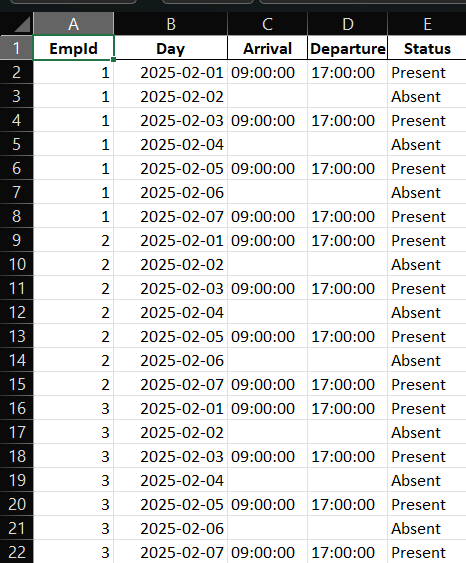 A B C D E
1 EmpId Day Arrival Departure Status
2 1 2025-02-01 09:00:00 17:00:00 Present
3 1 2025-02-02 Absent
4 1 2025-02-03 09:00:00 17:00:00 Present
5 1 2025-02-04 Absent
6 1 2025-02-05 09:00:00 17:00:00 Present
7 1 2025-02-06 Absent
8 1 2025-02-07 09:00:00 17:00:00 Present
9 2 2025-02-01 09:00:00 17:00:00 Present
10 2 2025-02-02 Absent
11 2 2025-02-03 09:00:00 17:00:00 Present
12 2 2025-02-04 Absent
13 2 2025-02-05 09:00:00 17:00:00 Present
14 2 2025-02-06 Absent
15 2 2025-02-07 09:00:00 17:00:00 Present
16 3 2025-02-01 09:00:00 17:00:00 Present
17 3 2025-02-02 Absent
18 3 2025-02-03 09:00:00 17:00:00 Present
19 3 2025-02-04 Absent
20 3 2025-02-05 09:00:00 17:00:00 Present
21 3 2025-02-06 Absent
22 3 2025-02-07 09:00:00 17:00:00 Present